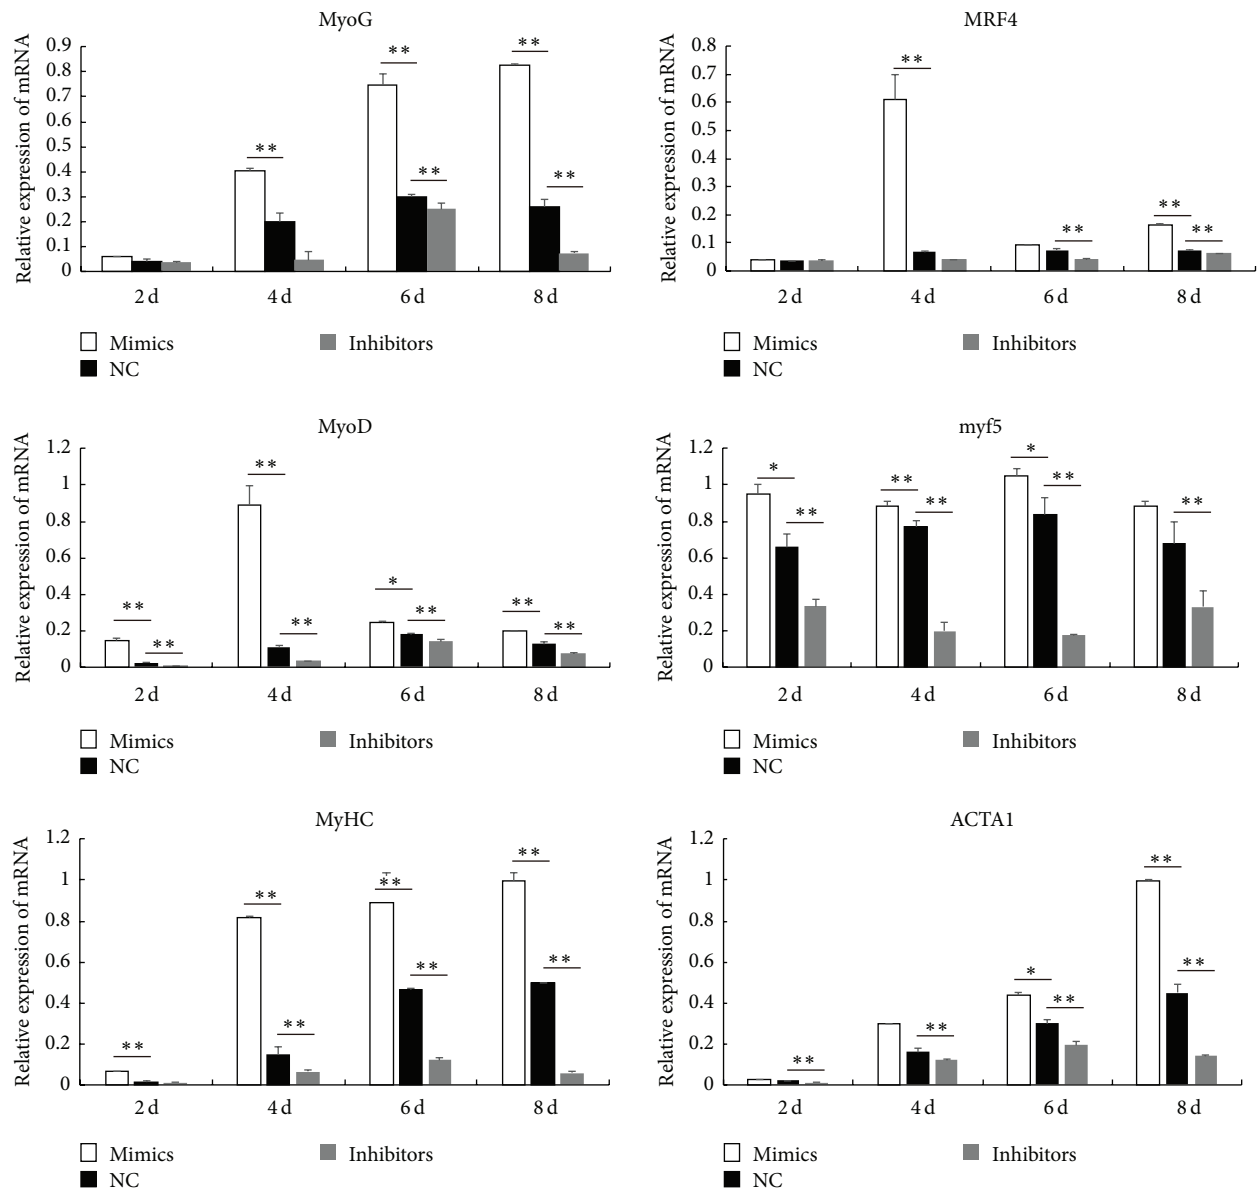 MyoG
Relative expression of mRNA
0.9
0.8
0.7
0.6
0.5
0.4
0.3
0.2
0.1
0
** ** ** ** **
2 d 4 d 6 d 8 d
Mimics Inhibitors
NC
MRF4
Relative expression of mRNA
0.8
0.7
0.6
0.5
0.4
0.3
0.2
0.1
0
** ** ** **
2 d 4 d 6 d 8 d
Mimics Inhibitors
NC
MyoD
Relative expression of mRNA
1.2
1
0.8
0.6
0.4
0.2
0
** ** ** ** * ** ** **
2 d 4 d 6 d 8 d
Mimics Inhibitors
NC
myf5
Relative expression of mRNA
1.2
1
0.8
0.6
0.4
0.2
0
* ** ** ** * ** **
2 d 4 d 6 d 8 d
Mimics Inhibitors
NC
MyHC
Relative expression of mRNA
1.2
1
0.8
0.6
0.4
0.2
0
** ** ** ** ** ** **
2 d 4 d 6 d 8 d
Mimics Inhibitors
NC
ACTA1
Relative expression of mRNA
1.2
1
0.8
0.6
0.4
0.2
0
** ** * ** ** **
2 d 4 d 6 d 8 d
Mimics Inhibitors
NC